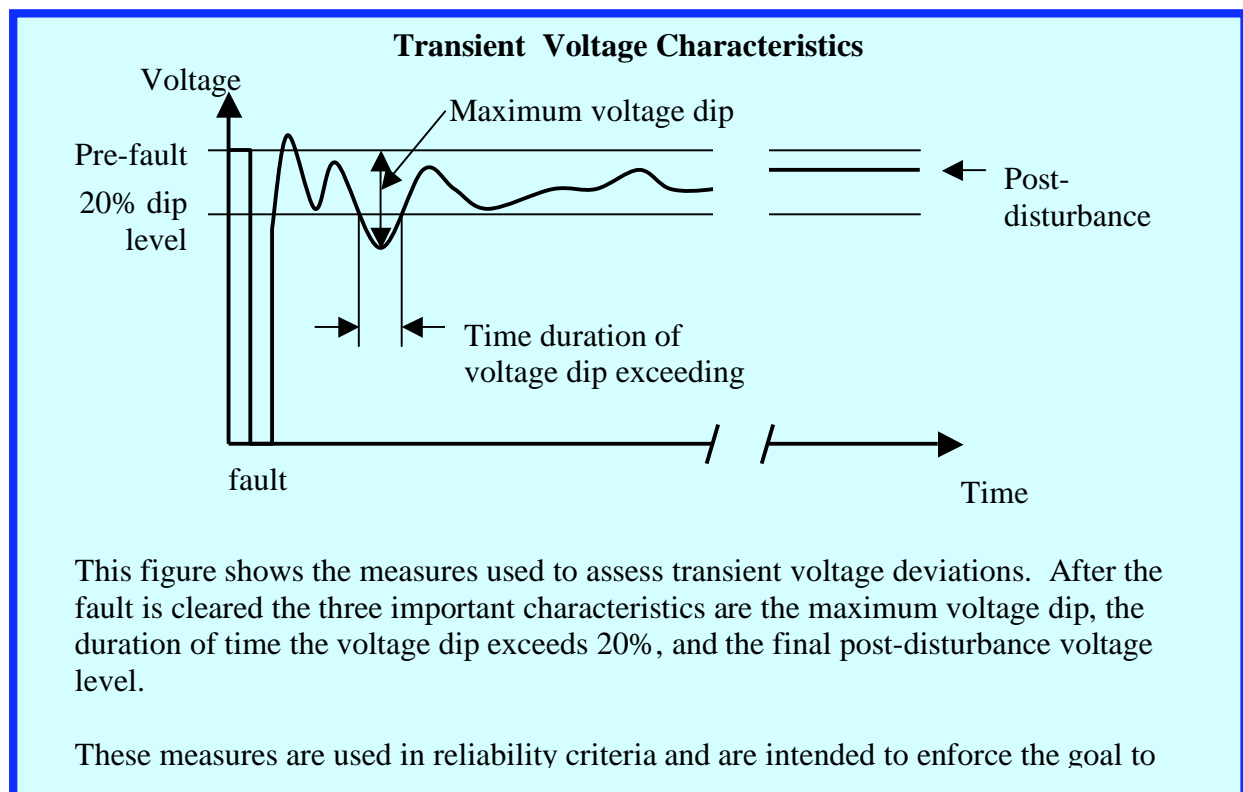 Transient  Voltage Characteristics
Voltage
Maximum voltage dip
Pre-fault
20% dip
level
Post-
disturbance
Time duration of
voltage dip exceeding
fault
Time
This figure shows the measures used to assess transient voltage deviations.  After the
fault is cleared the three important characteristics are the maximum voltage dip, the
duration of time the voltage dip exceeds 20%, and the final post-disturbance voltage
level.
These measures are used in reliability criteria and are intended to enforce the goal to